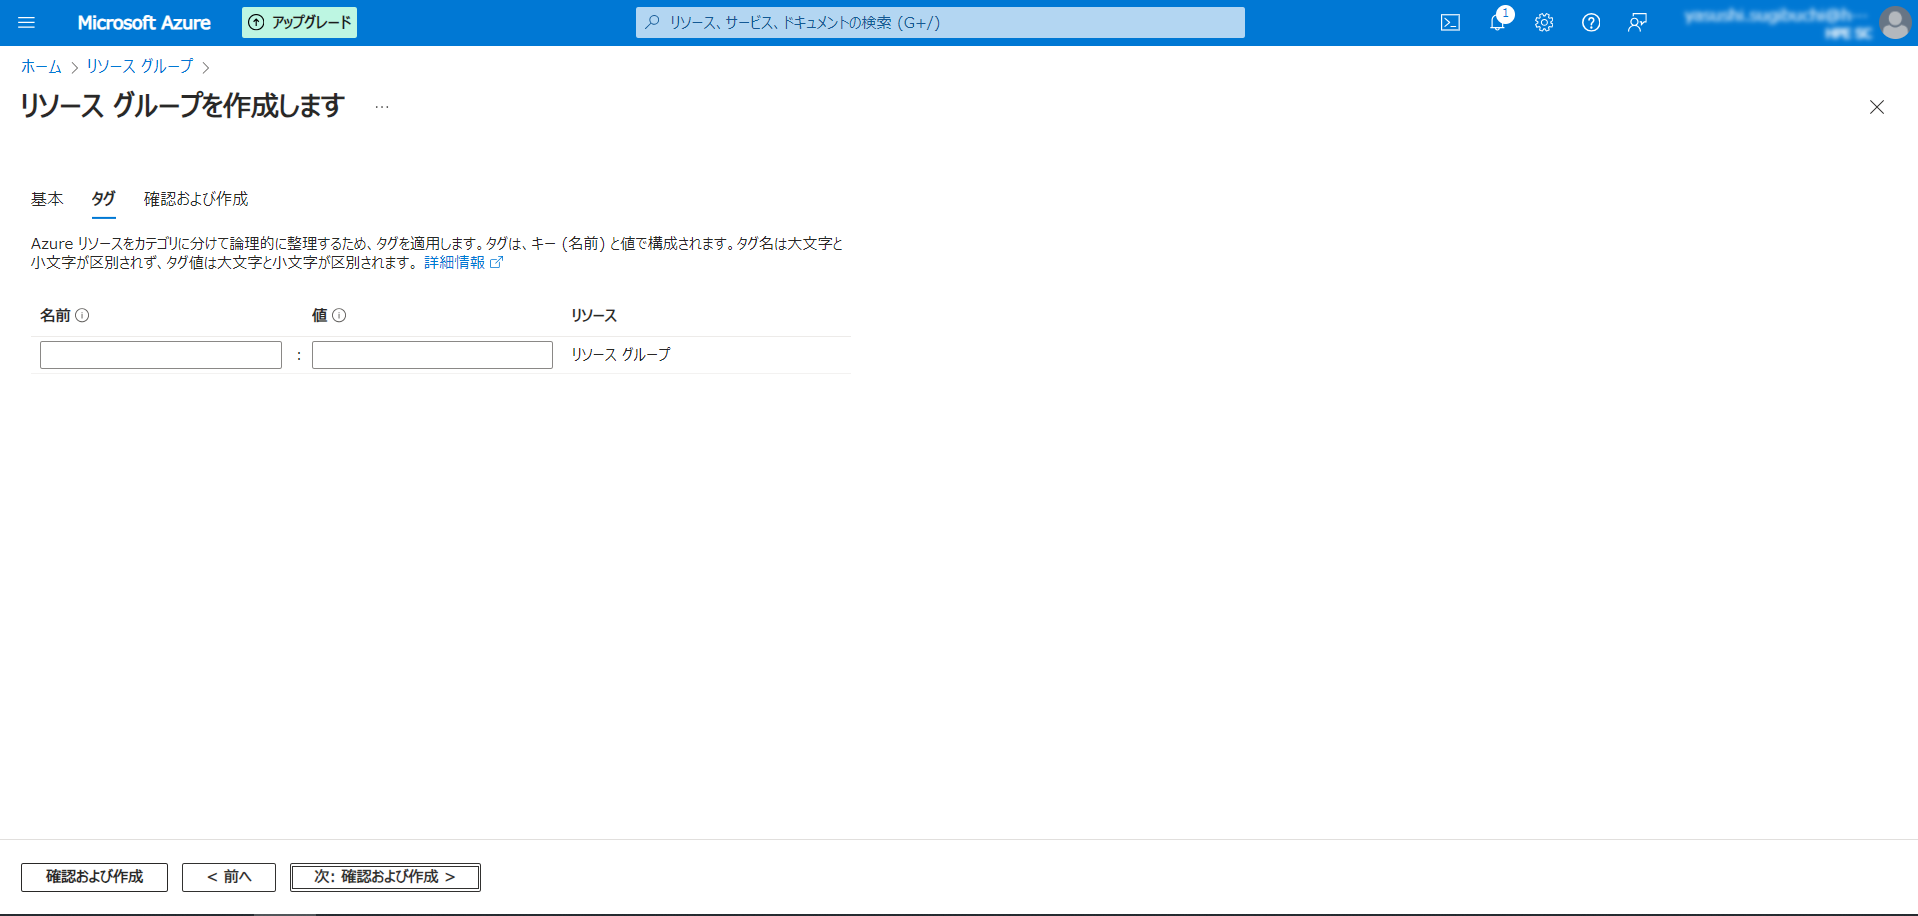 Microsoft Azure
アップグレード
リソース、サービス、ドキュメントの検索 (G+/)
1
ホーム > リソース グループ >
リソース グループを作成します ...
基本 タグ 確認および作成
Azure リソースをカテゴリに分けて論理的に整理するため、タグを適用します。タグは、キー (名前) と値で構成されます。タグ名は大文字と
小文字が区別されず、タグ値は大文字と小文字が区別されます。 詳細情報
名前 値 リソース
: リソース グループ
確認および作成 < 前へ 次: 確認および作成 >